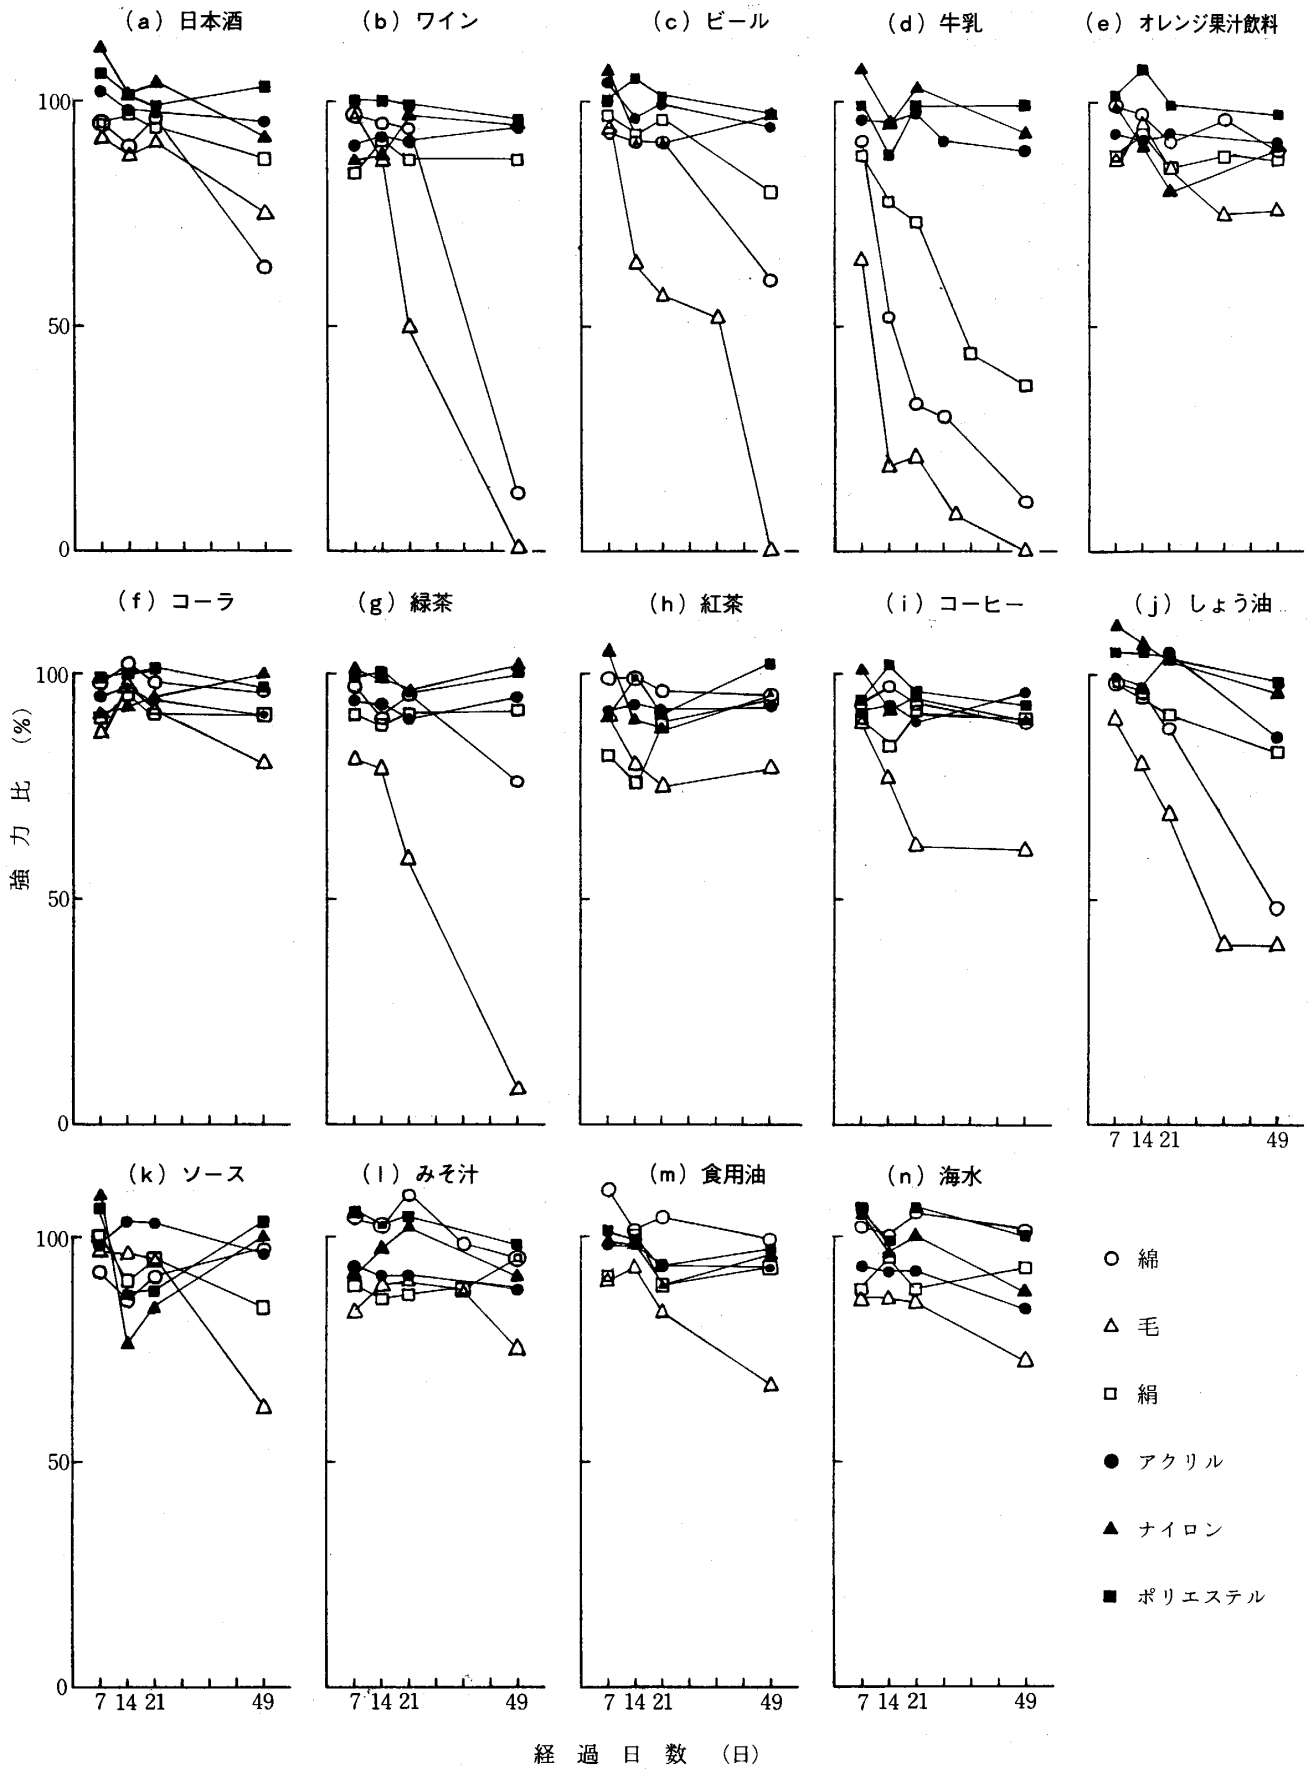 (a) 日本酒
(b) ワイン
(c) ビール
(d) 牛乳
(e) オレンジ果汁飲料
100
50
0
(f) コーラ
(g) 緑茶
(h) 紅茶
(i) コーヒー
(j) しょう油
100
50
0
7 14 21 49
強力比 (%)
(k) ソース
(l) みそ汁
(m) 食用油
(n) 海水
100
50
0
7 14 21 49
7 14 21 49
7 14 21 49
7 14 21 49
○ 綿
△ 毛
□ 絹
● アクリル
▲ ナイロン
■ ポリエステル
経過日数 (日)